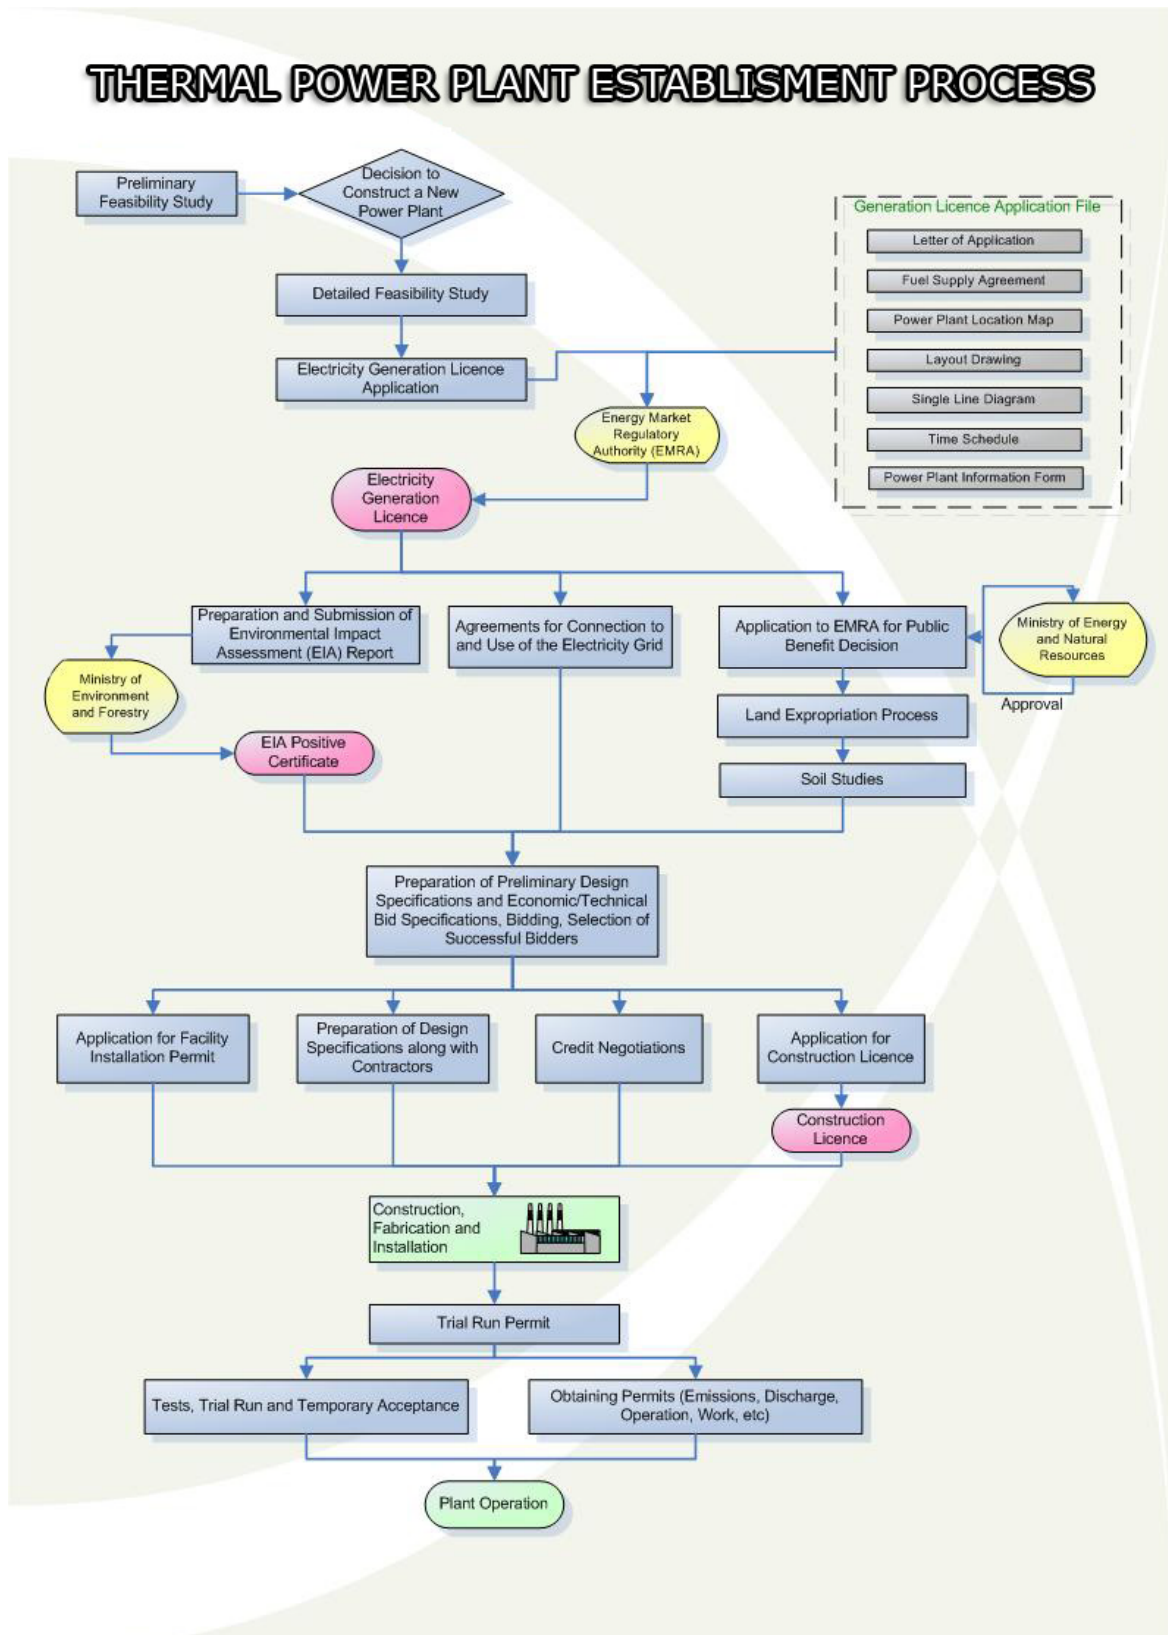 THERMAL POWER PLANT ESTABLISMENT PROCESS
Preliminary
Feasibility Study
Decision to
Construct a New
Power Plant
Generation Licence Application File
Letter of Application
Fuel Supply Agreement
Power Plant Location Map
Layout Drawing
Single Line Diagram
Time Schedule
Power Plant Information Form
Detailed Feasibility Study
Electricity Generation Licence
Application
Energy Market
Regulatory
Authority (EMRA)
Electricity
Generation
Licence
Preparation and Submission of
Environmental Impact
Assessment (EIA) Report
Agreements for Connection to
and Use of the Electricity Grid
Application to EMRA for Public
Benefit Decision
Ministry of Energy
and Natural
Resources
Approval
Ministry of
Environment
and Forestry
Land Expropriation Process
EIA Positive
Certificate
Soil Studies
Preparation of Preliminary Design
Specifications and Economic/Technical
Bid Specifications, Bidding, Selection of
Successful Bidders
Application for Facility
Installation Permit
Preparation of Design
Specifications along with
Contractors
Credit Negotiations
Application for
Construction Licence
Construction
Licence
Construction,
Fabrication and
Installation
Trial Run Permit
Tests, Trial Run and Temporary Acceptance
Obtaining Permits (Emissions, Discharge,
Operation, Work, etc)
Plant Operation